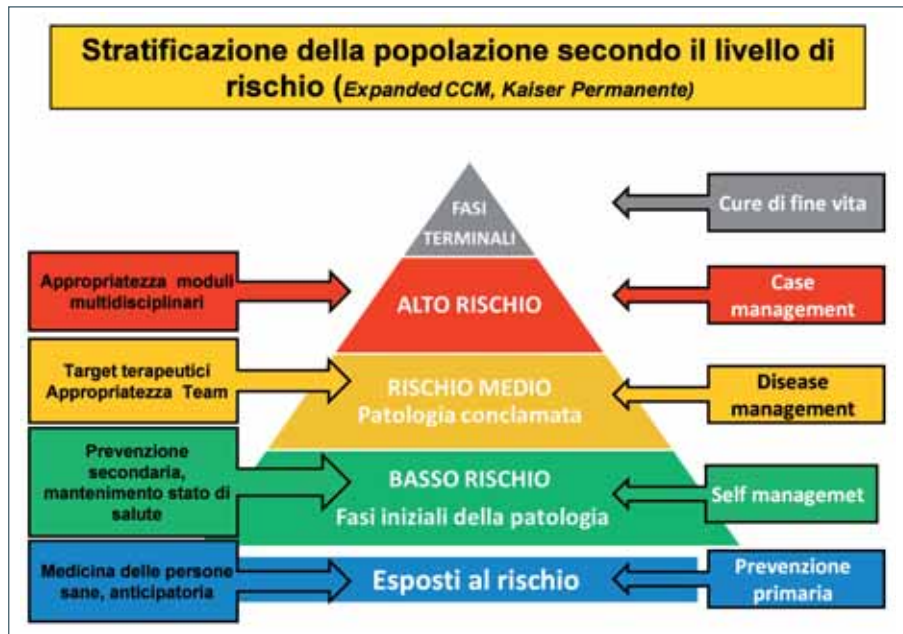 Stratificazione della popolazione secondo il livello di
rischio (Expanded CCM, Kaiser Permanente)
FASI
TERMINALI
Cure di fine vita
Appropriatezza moduli
multidisciplinari
ALTO RISCHIO
Case
management
Target terapeutici
Appropriatezza Team
RISCHIO MEDIO
Patologia conclamata
Disease
management
Prevenzione
secondaria,
mantenimento stato di
salute
BASSO RISCHIO
Fasi iniziali della patologia
Self managemet
Medicina delle persone
sane, anticipatoria
Esposti al rischio
Prevenzione
primaria